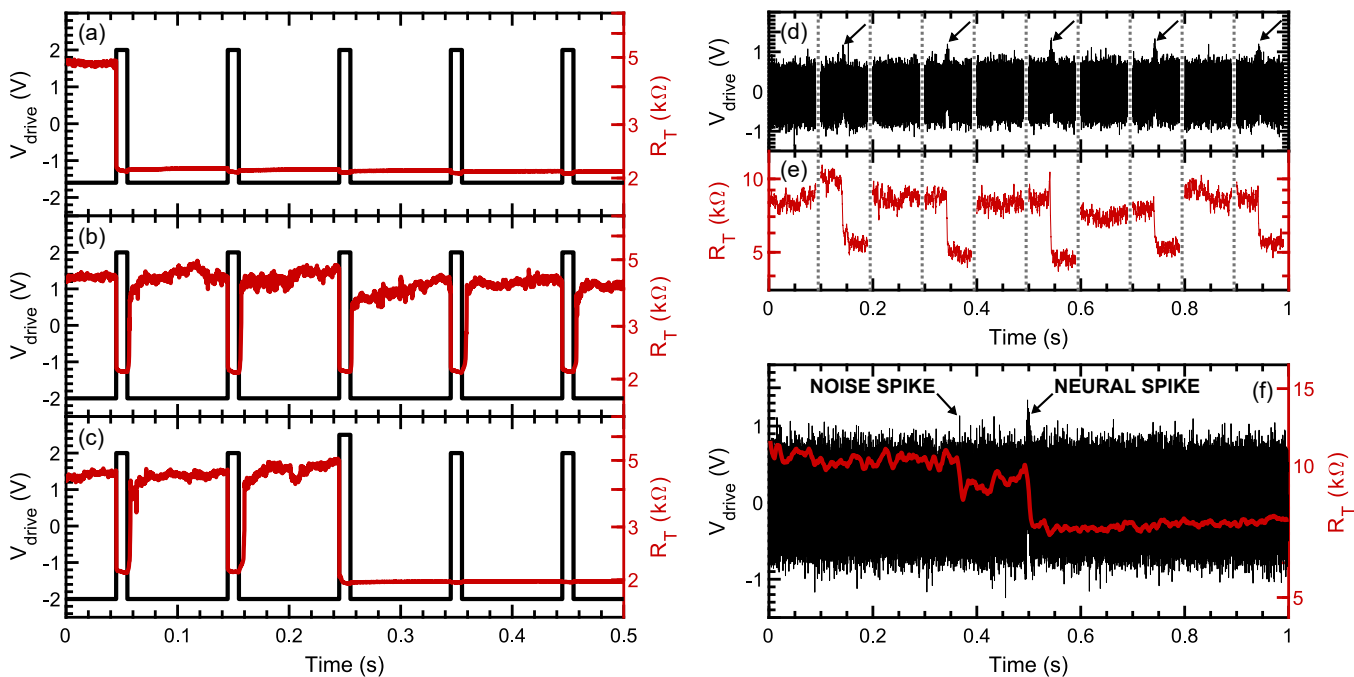 (a)
V_drive (V)
2
1
0
-1
-2
5
3
2
R_T (kΩ)
(b)
V_drive (V)
2
1
0
-1
-2
5
3
2
R_T (kΩ)
(c)
V_drive (V)
2
1
0
-1
-2
5
3
2
R_T (kΩ)
0 0.1 0.2 0.3 0.4 0.5
Time (s)
(d)
V_drive (V)
1
0
-1
(e)
R_T (kΩ)
10
5
0 0.2 0.4 0.6 0.8 1
Time (s)
NOISE SPIKE NEURAL SPIKE (f)
V_drive (V)
1
0
-1
15
10
5
R_T (kΩ)
0 0.2 0.4 0.6 0.8 1
Time (s)